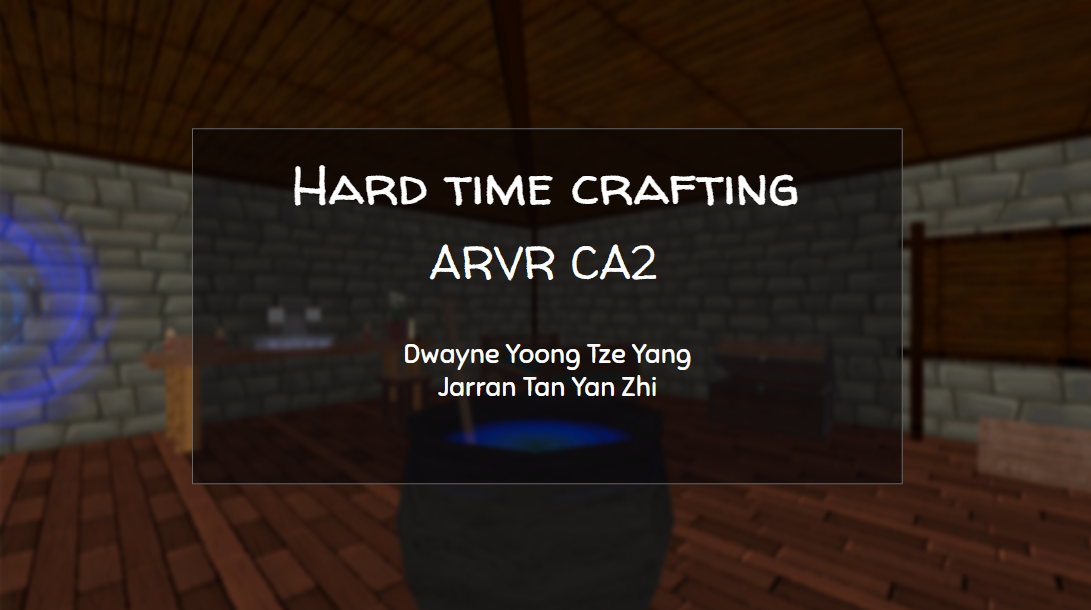 Hard time crafting
ARVR CA2
Dwayne Yoong Tze Yang
Jarran Tan Yan Zhi